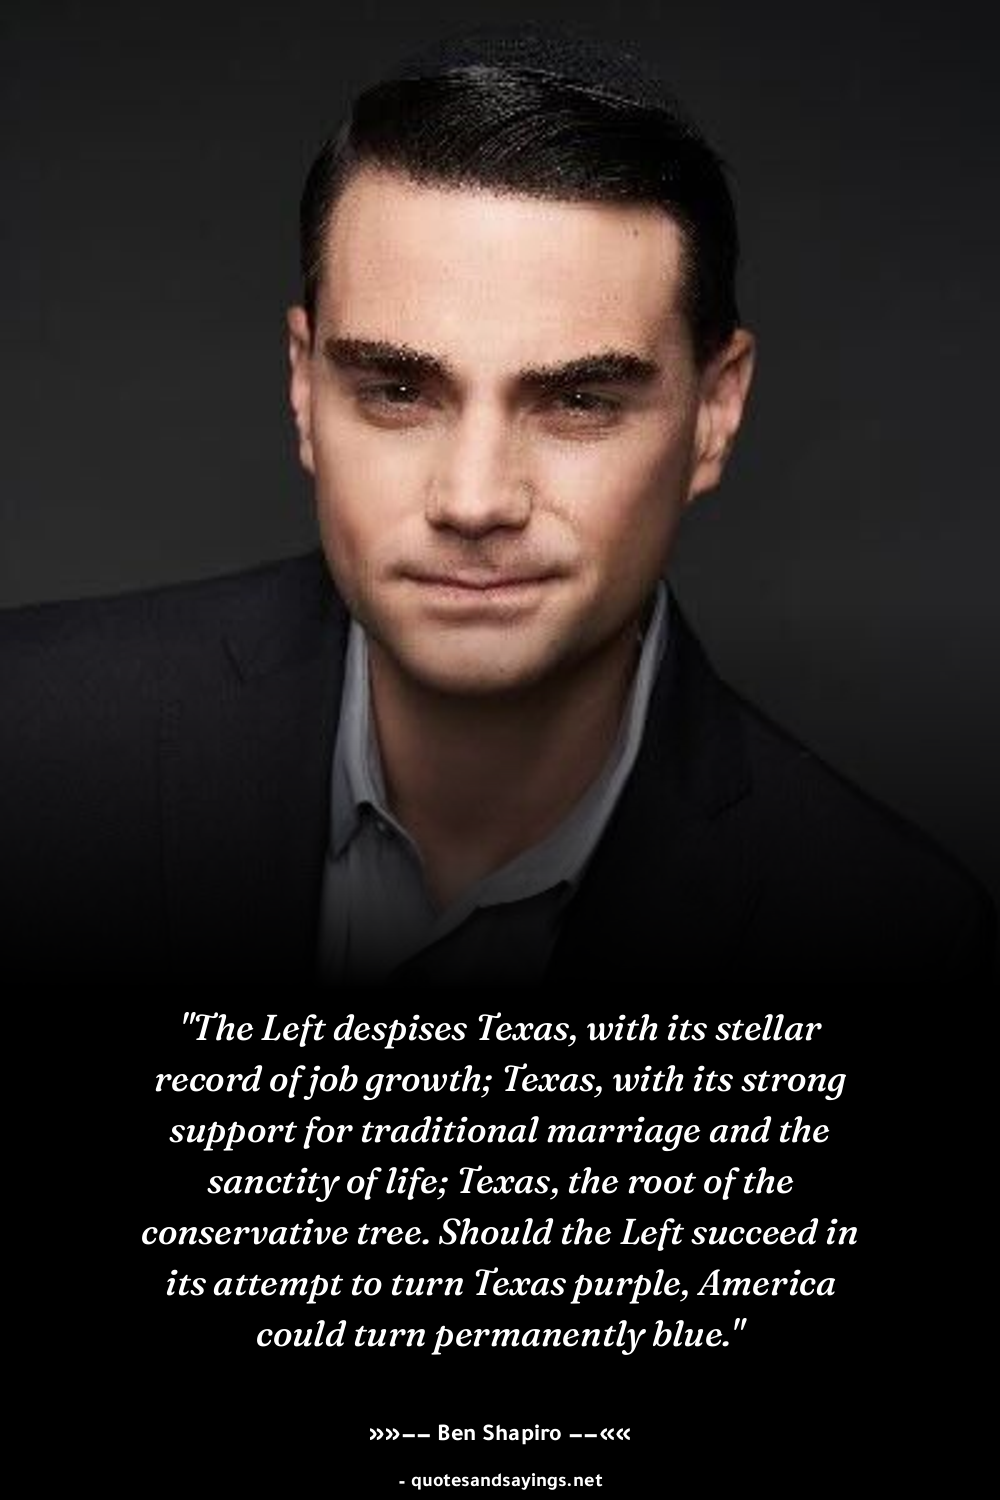 "The Left despises Texas, with its stellar
record of job growth; Texas, with its strong
support for traditional marriage and the
sanctity of life; Texas, the root of the
conservative tree. Should the Left succeed in
its attempt to turn Texas purple, America
could turn permanently blue."
»»−− Ben Shapiro −−««
- quotesandsayings.net